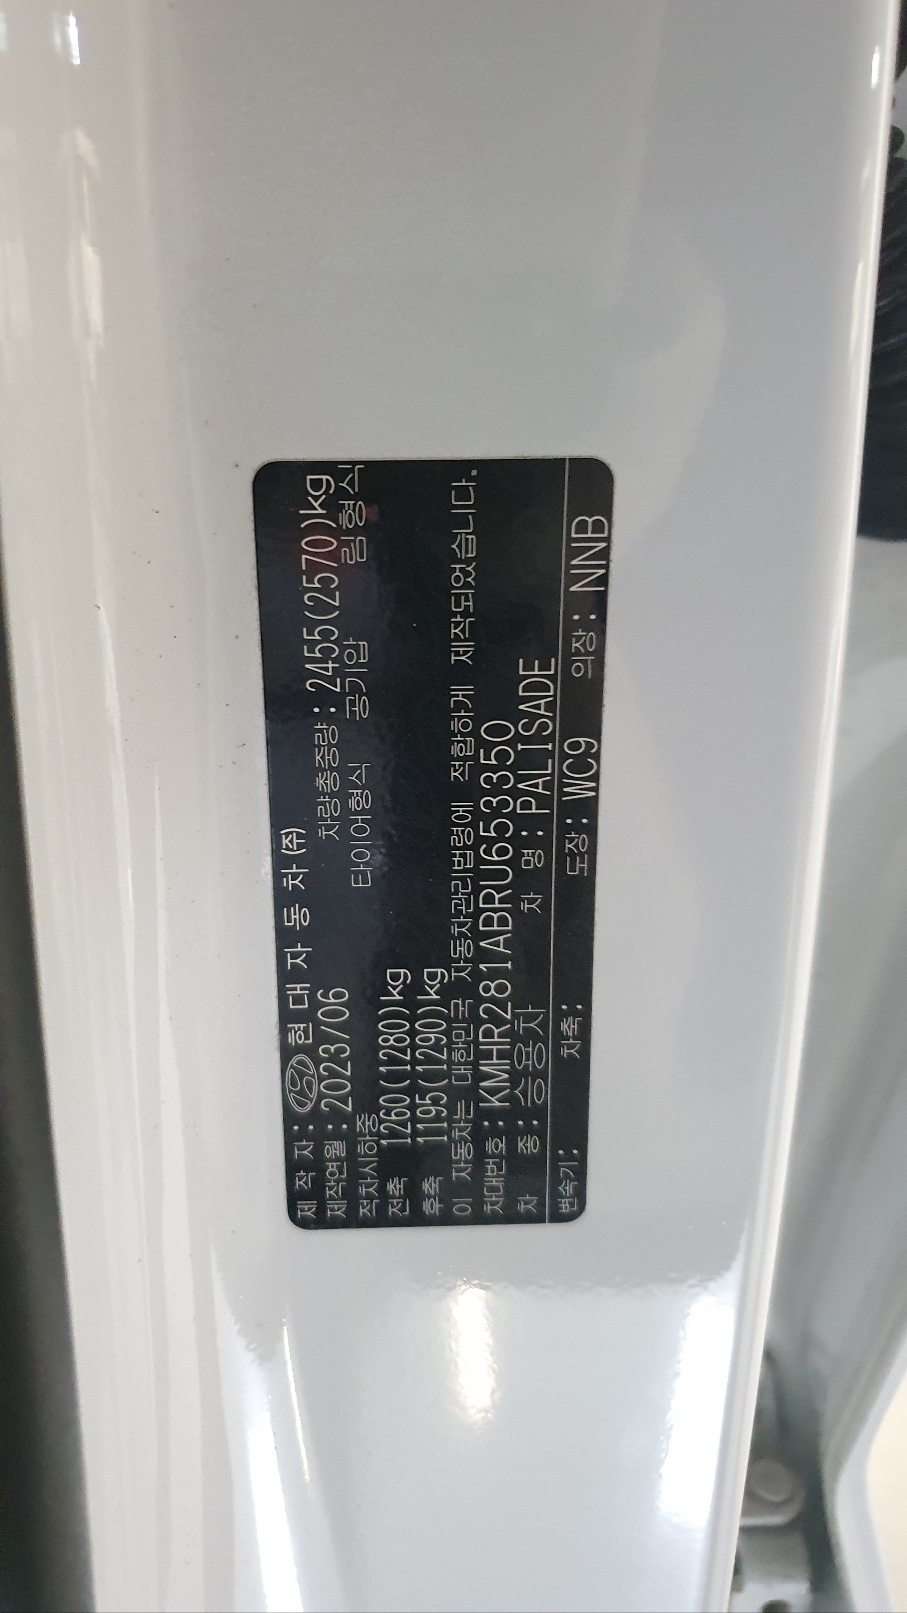 제 작 자: 현 대 자 동 차 (주)
제작연월: 2023/06 차량총중량: 2455(2570)kg
적차시하중 타이어형식 공기압 림형식
전축 1260(1280)kg
후축 1195(1290)kg
이 자동차는 대한민국 자동차관리법령에 적합하게 제작되었습니다.
차대번호: KMHR281ABRU653350
차 종: 승용차 차 명: PALISADE
변속기: 차축: 도장: WC9 의장: NNB